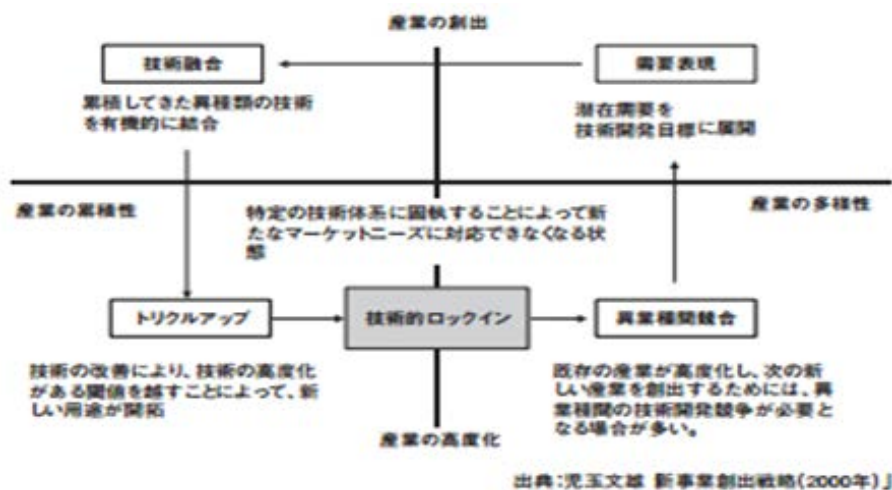 産業の創出
技術融合
需要表現
累積してきた異種類の技術
を有機的に結合
潜在需要を
技術開発目標に展開
産業の累積性
産業の多様性
特定の技術体系に固執することによって新
たなマーケットニーズに対応できなくなる状
態
トリクルアップ
技術的ロックイン
異業種間競合
技術の改善により、技術の高度化
がある閾値を越すことによって、新
しい用途が開拓
既存の産業が高度化し、次の新
しい産業を創出するためには、異
業種間の技術開発競争が必要と
なる場合が多い。
産業の高度化
出典:児玉文雄 「新事業創出戦略(2000年)」